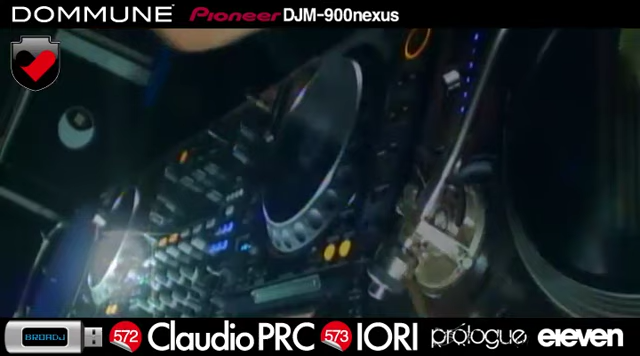 DOMMUNE Pioneer DJM-900nexus
BROADJ 572 Claudio PRC 573 IORI prologue eleven